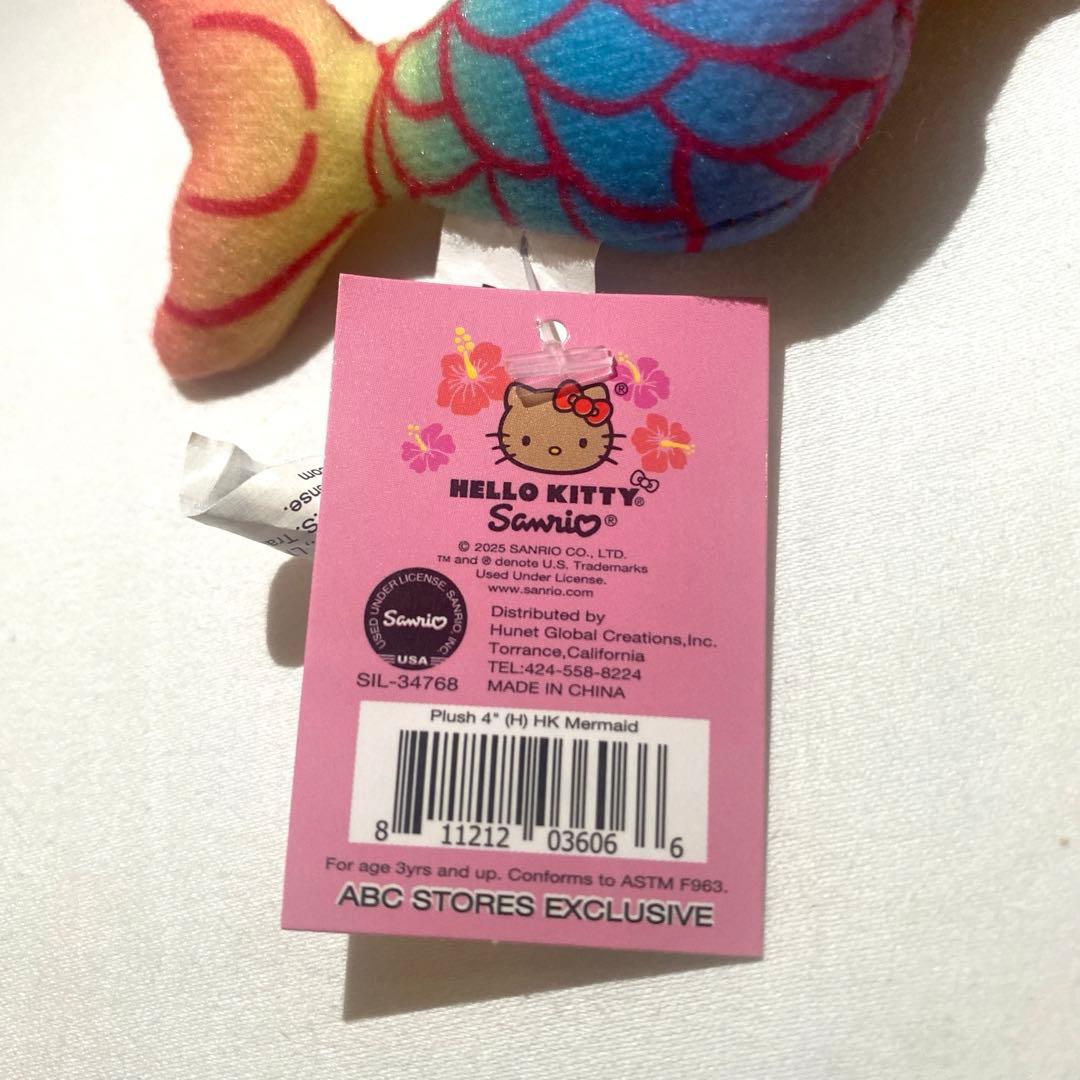 HELLO KITTY®
Sanrio®
®
© 2025 SANRIO CO., LTD.
™ and ® denote U.S. Trademarks
Used Under License.
www.sanrio.com
USED UNDER LICENSE. SANRIO, INC.
Sanrio
USA
SIL-34768
Distributed by
Hunet Global Creations,Inc.
Torrance,California
TEL:424-558-8224
MADE IN CHINA
Plush 4" (H) HK Mermaid
8 11212 03606 6
For age 3yrs and up. Conforms to ASTM F963.
ABC STORES EXCLUSIVE